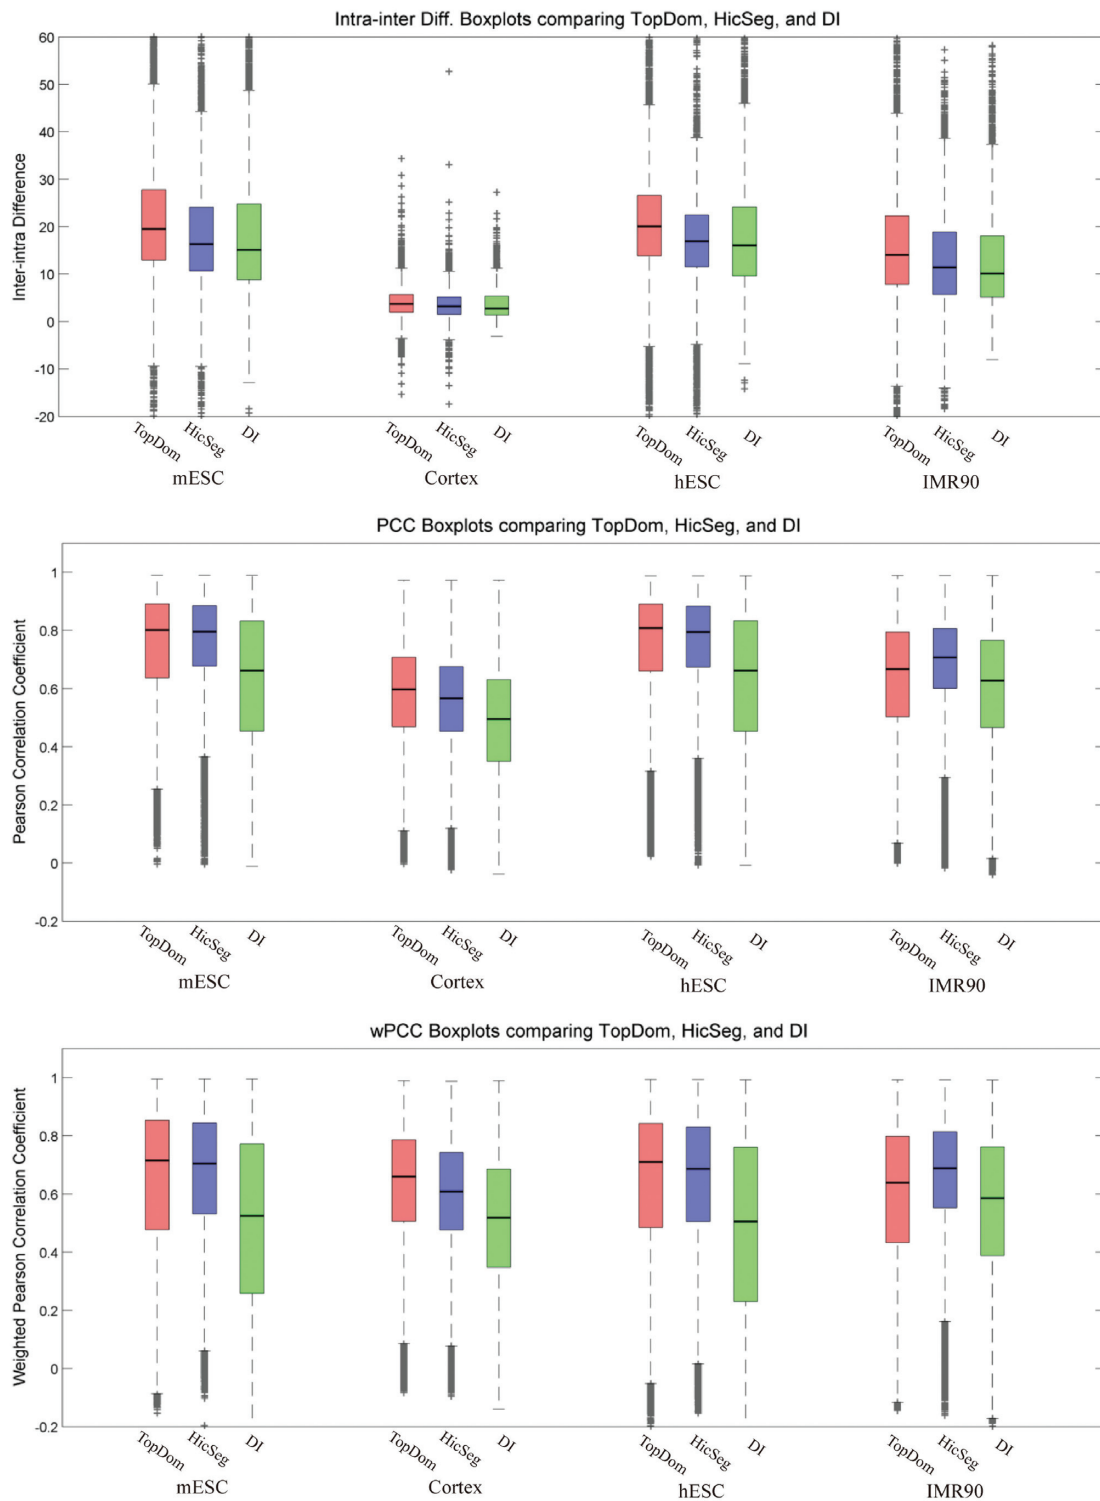 Intra-inter Diff. Boxplots comparing TopDom, HicSeg, and DI
Inter-intra Difference
60
50
40
30
20
10
0
-10
-20
TopDom HicSeg DI TopDom HicSeg DI TopDom HicSeg DI TopDom HicSeg DI
mESC Cortex hESC IMR90
PCC Boxplots comparing TopDom, HicSeg, and DI
Pearson Correlation Coefficient
1
0.8
0.6
0.4
0.2
0
-0.2
TopDom HicSeg DI TopDom HicSeg DI TopDom HicSeg DI TopDom HicSeg DI
mESC Cortex hESC IMR90
wPCC Boxplots comparing TopDom, HicSeg, and DI
Weighted Pearson Correlation Coefficient
1
0.8
0.6
0.4
0.2
0
-0.2
TopDom HicSeg DI TopDom HicSeg DI TopDom HicSeg DI TopDom HicSeg DI
mESC Cortex hESC IMR90